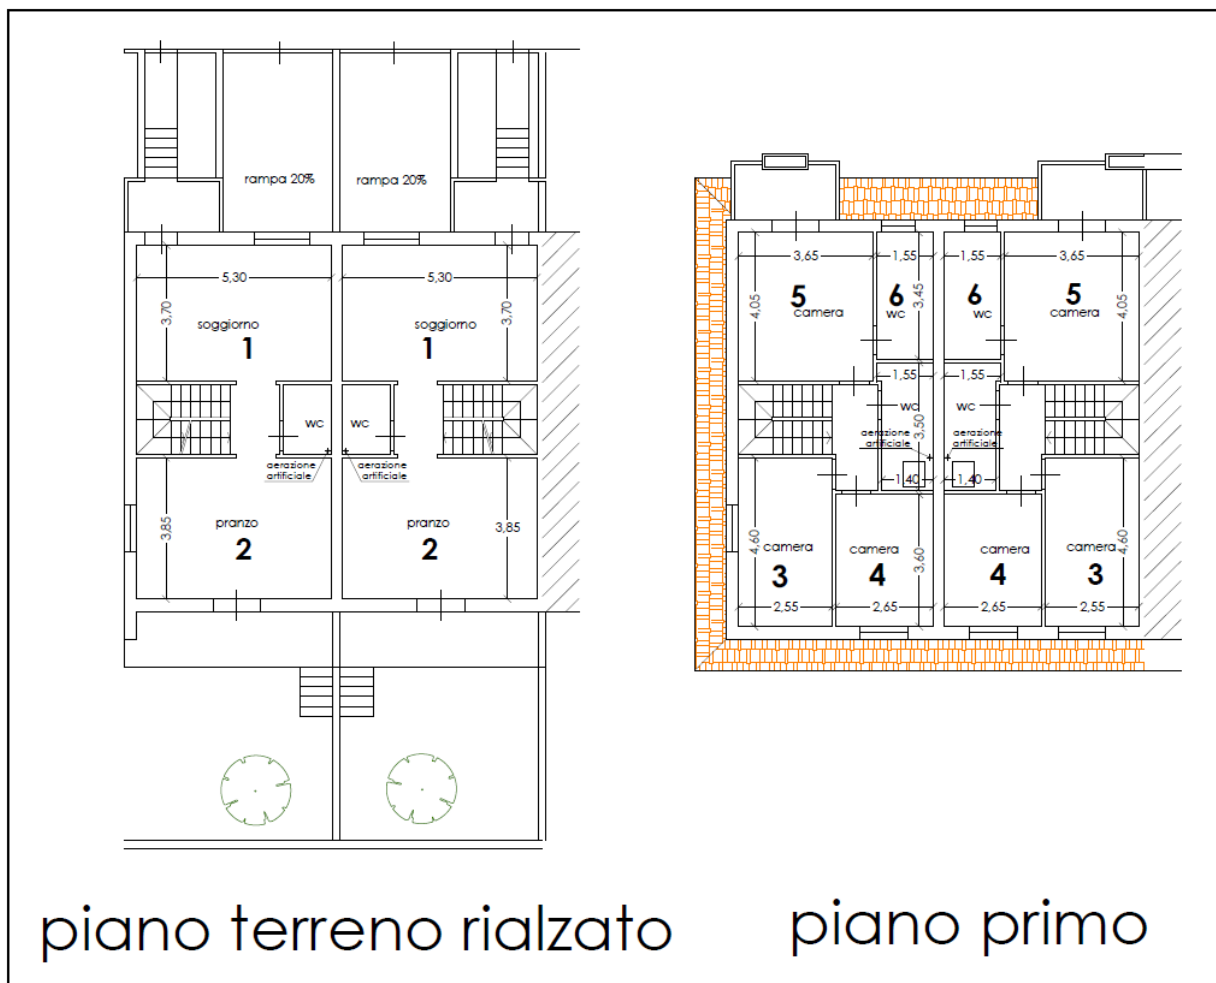 rampa 20%
rampa 20%
5,30
5,30
3,70
3,70
soggiorno
soggiorno
1
1
wc
wc
aerazione
artificiale
aerazione
artificiale
3,85
3,85
pranzo
pranzo
2
2
piano terreno rialzato
3,65
1,55
1,55
3,65
5
6
6
5
3,45
camera
wc
wc
camera
4,05
4,05
1,55
1,55
wc
wc
3,50
aerazione
artificiale
aerazione
artificiale
1,40
1,40
4,60
4,60
camera
camera
camera
camera
3,60
3
4
4
3
2,55
2,65
2,65
2,55
piano primo